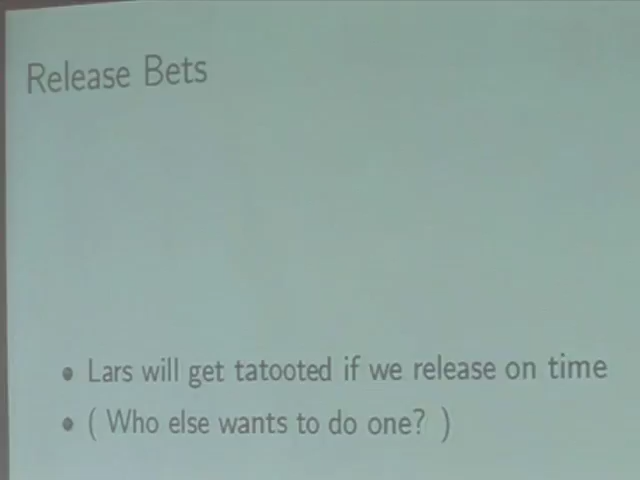 Release Bets
• Lars will get tatooted if we release on time
• ( Who else wants to do one? )